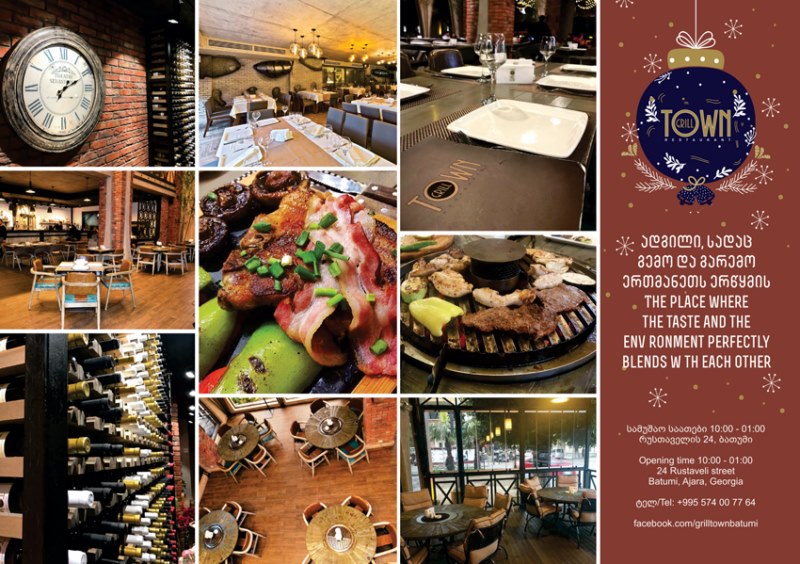 TOWN
GRILL
RESTAURANT
TOWN
GRILL
ადგილი, სადაც
გემო და გარემო
ერთმანეთს ერწყმის
THE PLACE WHERE
THE TASTE AND THE
ENV RONMENT PERFECTLY
BLENDS W TH EACH OTHER
სამუშაო საათები 10:00 - 01:00
რუსთაველის 24, ბათუმი
Opening time 10:00 - 01:00
24 Rustaveli street
Batumi, Ajara, Georgia
ტელ/Tel: +995 574 00 77 64
facebook.com/grilltownbatumi